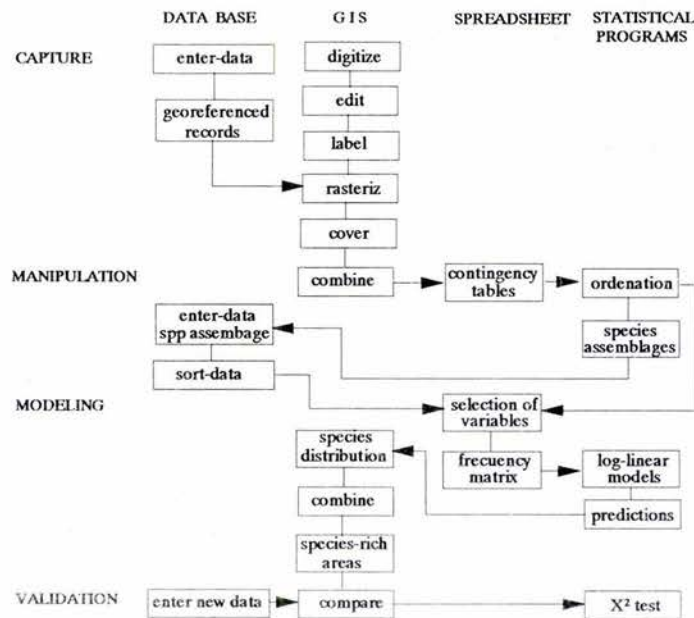 DATA BASE
G I S
SPREADSHEET
STATISTICAL
PROGRAMS
CAPTURE
enter-data
digitize
georeferenced
records
edit
label
rasteriz
cover
MANIPULATION
combine
contingency
tables
ordenation
enter-data
spp assembage
species
assemblages
sort-data
MODELING
selection of
variables
species
distribution
frecuency
matrix
log-linear
models
combine
predictions
species-rich
areas
VALIDATION
enter new data
compare
X² test